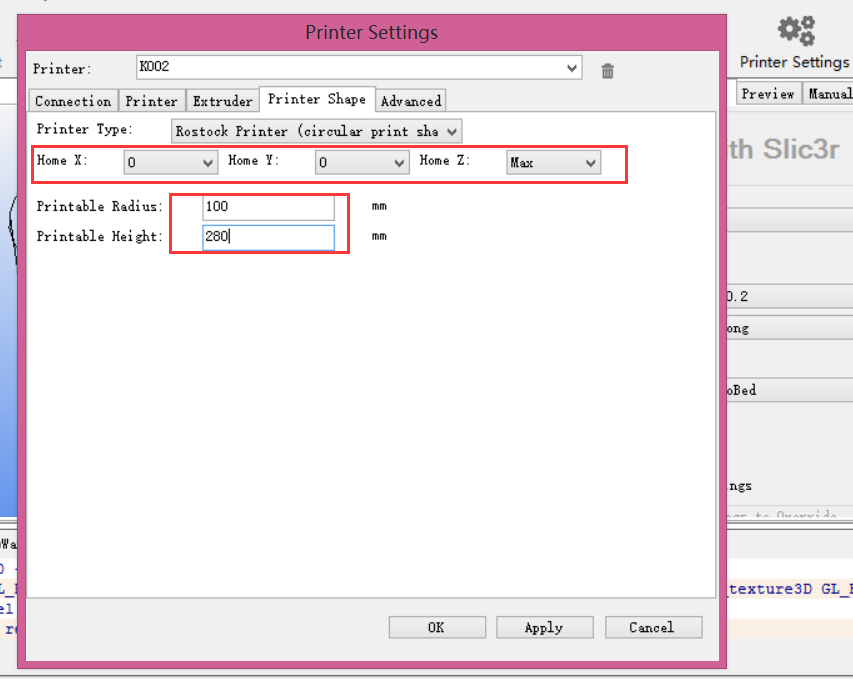 Printer Settings
Printer Settings
Printer: K002
Connection Printer Extruder Printer Shape Advanced
Preview Manual
Printer Type: Rostock Printer (circular print sha
Home X: 0 Home Y: 0 Home Z: Max
th Slic3r
Printable Radius: 100 mm
Printable Height: 280 mm
0.2
ong
oBed
ngs
to Override
texture3D GL_
OK Apply Cancel